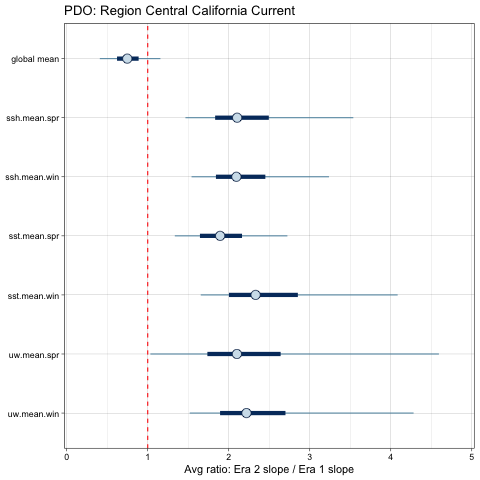 PDO: Region Central California Current
global mean
ssh.mean.spr
ssh.mean.win
sst.mean.spr
sst.mean.win
uw.mean.spr
uw.mean.win
0 1 2 3 4 5
Avg ratio: Era 2 slope / Era 1 slope